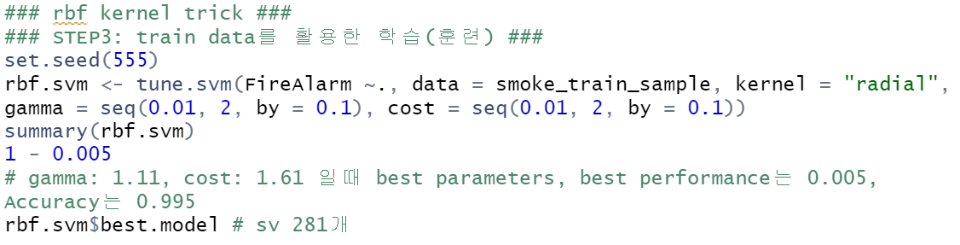 ### rbf kernel trick ###
### STEP3: train data를 활용한 학습(훈련) ###
set.seed(555)
rbf.svm <- tune.svm(FireAlarm ~., data = smoke_train_sample, kernel = "radial",
gamma = seq(0.01, 2, by = 0.1), cost = seq(0.01, 2, by = 0.1))
summary(rbf.svm)
1 - 0.005
# gamma: 1.11, cost: 1.61 일때 best parameters, best performance는 0.005,
Accuracy는 0.995
rbf.svm$best.model # sv 281개